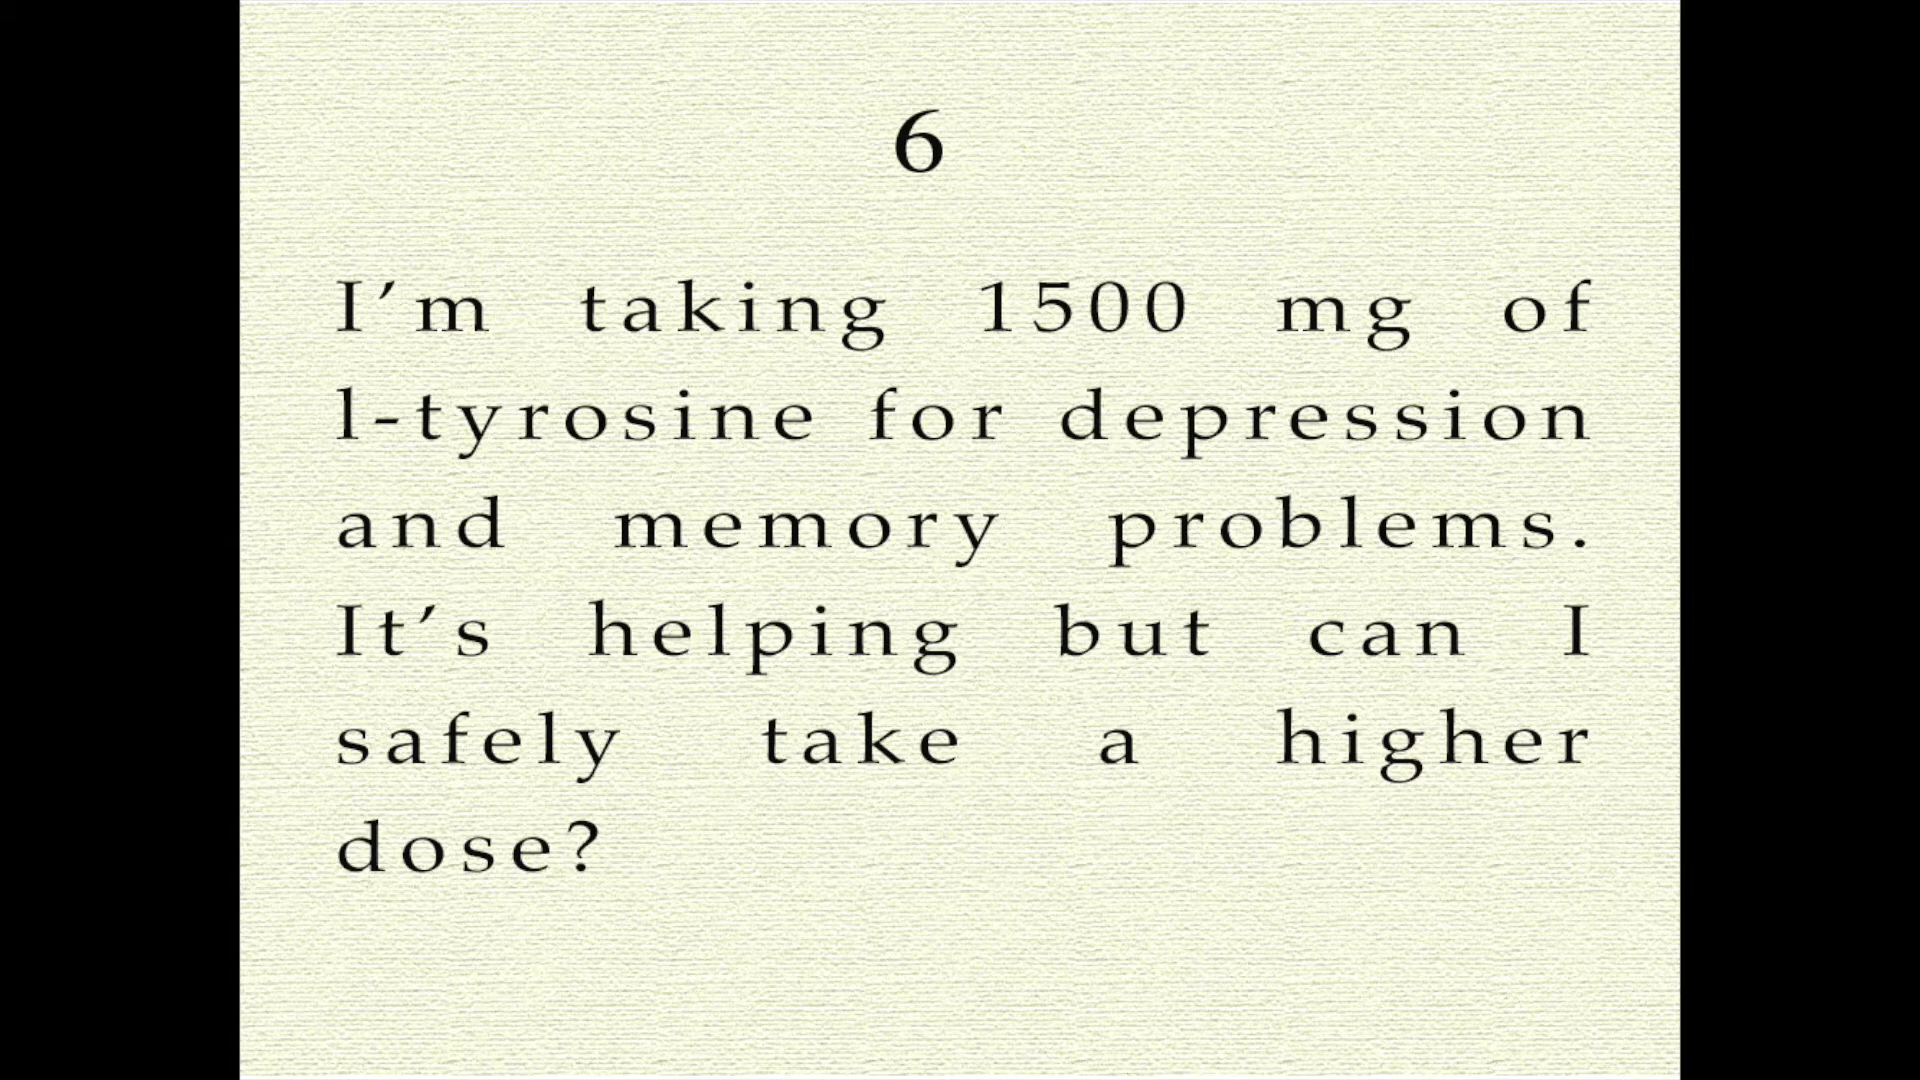 6
I’m taking 1500 mg of
l-tyrosine for depression
and memory problems.
It’s helping but can I
safely take a higher
dose?